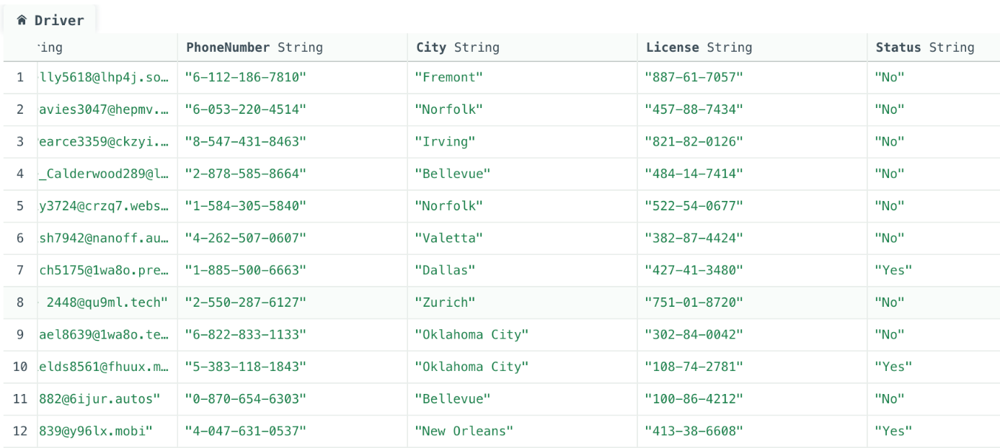 Driver
ing PhoneNumber String City String License String Status String
1 lly5618@lhp4j.so… "6-112-186-7810" "Fremont" "887-61-7057" "No"
2 avies3047@hepmv.… "6-053-220-4514" "Norfolk" "457-88-7434" "No"
3 earce3359@ckzyi.… "8-547-431-8463" "Irving" "821-82-0126" "No"
4 _Calderwood289@l… "2-878-585-8664" "Bellevue" "484-14-7414" "No"
5 y3724@crzq7.webs… "1-584-305-5840" "Norfolk" "522-54-0677" "No"
6 sh7942@nanoff.au… "4-262-507-0607" "Valetta" "382-87-4424" "No"
7 ch5175@1wa8o.pre… "1-885-500-6663" "Dallas" "427-41-3480" "Yes"
8 2448@qu9ml.tech" "2-550-287-6127" "Zurich" "751-01-8720" "No"
9 ael8639@1wa8o.te… "6-822-833-1133" "Oklahoma City" "302-84-0042" "No"
10 elds8561@fhuux.m… "5-383-118-1843" "Oklahoma City" "108-74-2781" "Yes"
11 882@6ijur.autos" "0-870-654-6303" "Bellevue" "100-86-4212" "No"
12 839@y96lx.mobi" "4-047-631-0537" "New Orleans" "413-38-6608" "Yes"